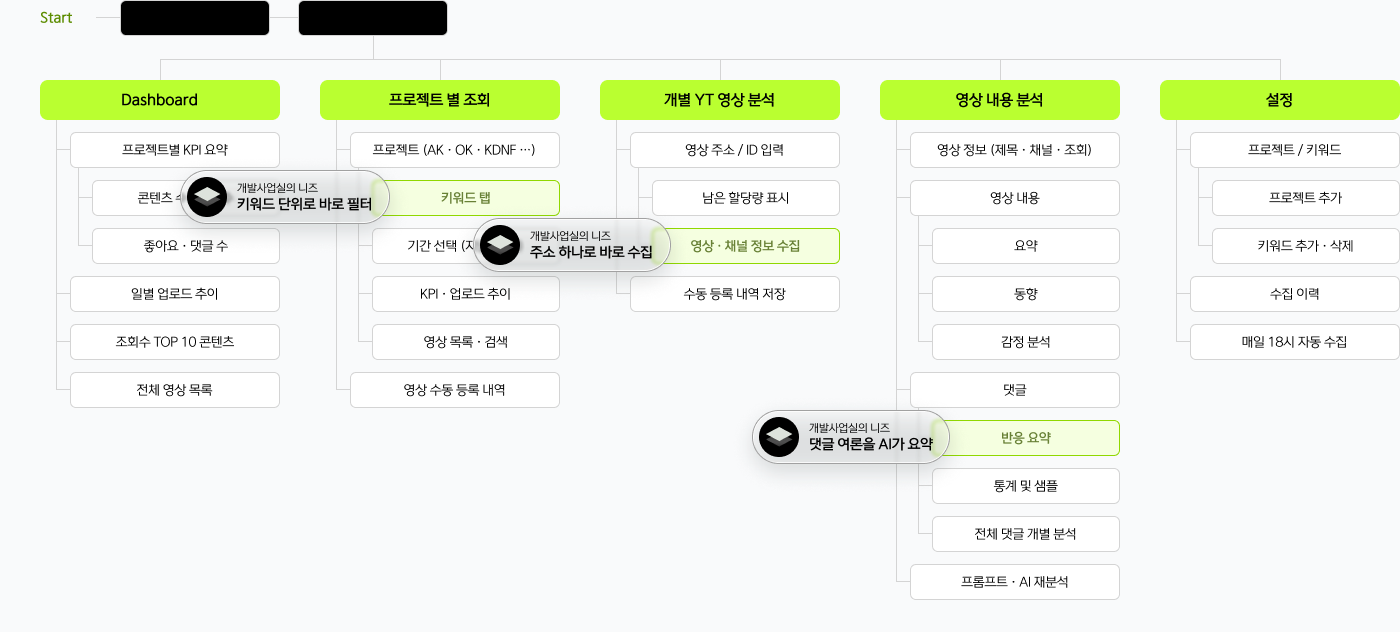 Start
Dashboard
프로젝트별 KPI 요약
콘텐츠
좋아요 · 댓글 수
일별 업로드 추이
조회수 TOP 10 콘텐츠
전체 영상 목록
프로젝트 별 조회
프로젝트 (AK · OK · KDNF ···)
개발사업실의 니즈
키워드 단위로 바로 필터
키워드 탭
기간 선택
KPI · 업로드 추이
영상 목록 · 검색
영상 수동 등록 내역
개별 YT 영상 분석
영상 주소 / ID 입력
남은 할당량 표시
개발사업실의 니즈
주소 하나로 바로 수집
영상 · 채널 정보 수집
수동 등록 내역 저장
영상 내용 분석
영상 정보 (제목 · 채널 · 조회)
영상 내용
요약
동향
감정 분석
댓글
개발사업실의 니즈
댓글 여론을 AI가 요약
반응 요약
통계 및 샘플
전체 댓글 개별 분석
프롬프트 · AI 재분석
설정
프로젝트 / 키워드
프로젝트 추가
키워드 추가 · 삭제
수집 이력
매일 18시 자동 수집